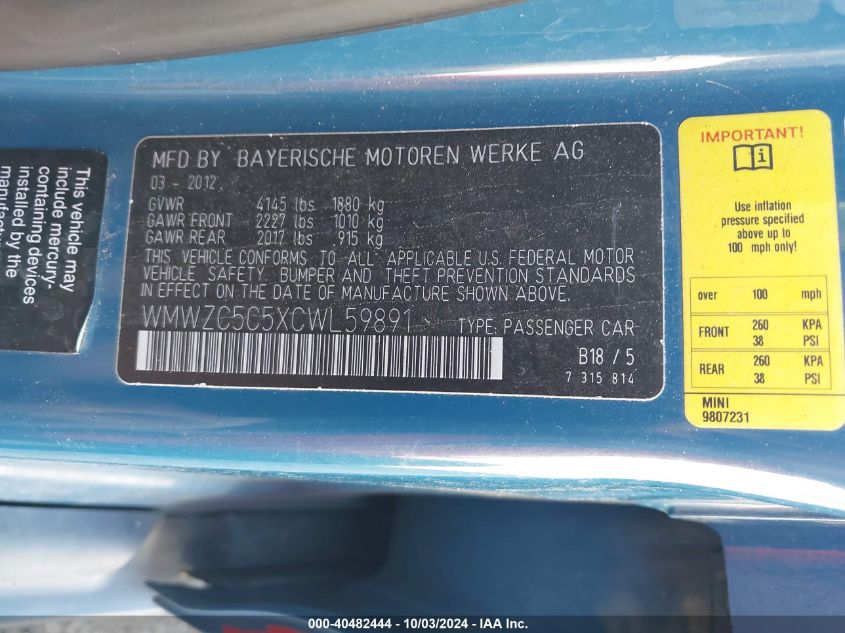 This vehicle may
include mercury-
containing devices
installed by the
manufacturer
MFD BY BAYERISCHE MOTOREN WERKE AG
03 - 2012
GVWR 4145 lbs 1880 kg
GAWR FRONT 2227 lbs 1010 kg
GAWR REAR 2017 lbs 915 kg
THIS VEHICLE CONFORMS TO ALL APPLICABLE U.S. FEDERAL MOTOR
VEHICLE SAFETY, BUMPER AND THEFT PREVENTION STANDARDS
IN EFFECT ON THE DATE OF MANUFACTURE SHOWN ABOVE.
WMWZC5C5XCWL59891 TYPE: PASSENGER CAR
B18 / 5
7 315 814
IMPORTANT!
Use inflation
pressure specified
above up to
100 mph only!
over 100 mph
FRONT 260 KPA
38 PSI
REAR 260 KPA
38 PSI
MINI
9807231
000-40482444 - 10/03/2024 - IAA Inc.